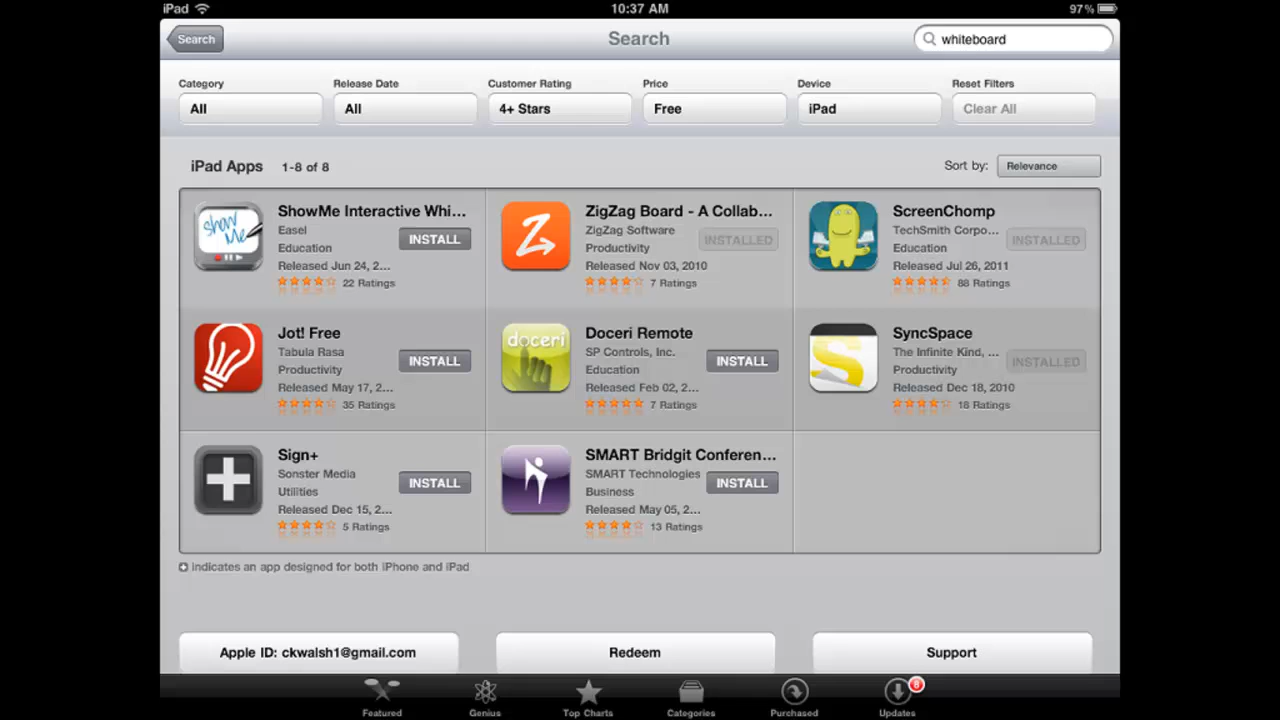 iPad 10:37 AM 97%
Search Search whiteboard
Category Release Date Customer Rating Price Device Reset Filters
All All 4+ Stars Free iPad Clear All
iPad Apps 1-8 of 8 Sort by: Relevance
show me
ShowMe Interactive Whi...
Easel
Education
Released Jun 24, 2...
22 Ratings
INSTALL
ZigZag Board - A Collab...
ZigZag Software
Productivity
Released Nov 03, 2010
7 Ratings
INSTALLED
ScreenChomp
TechSmith Corpo...
Education
Released Jul 26, 2011
88 Ratings
INSTALLED
Jot! Free
Tabula Rasa
Productivity
Released May 17, 2...
35 Ratings
INSTALL
doceri
Doceri Remote
SP Controls, Inc.
Education
Released Feb 02, 2...
7 Ratings
INSTALL
SyncSpace
The Infinite Kind, ...
Productivity
Released Dec 18, 2010
18 Ratings
INSTALLED
Sign+
Sonster Media
Utilities
Released Dec 15, 2...
5 Ratings
INSTALL
SMART Bridgit Conferen...
SMART Technologies
Business
Released May 05, 2...
13 Ratings
INSTALL
+ Indicates an app designed for both iPhone and iPad
Apple ID: ckwalsh1@gmail.com Redeem Support
8
Featured Genius Top Charts Categories Purchased Updates